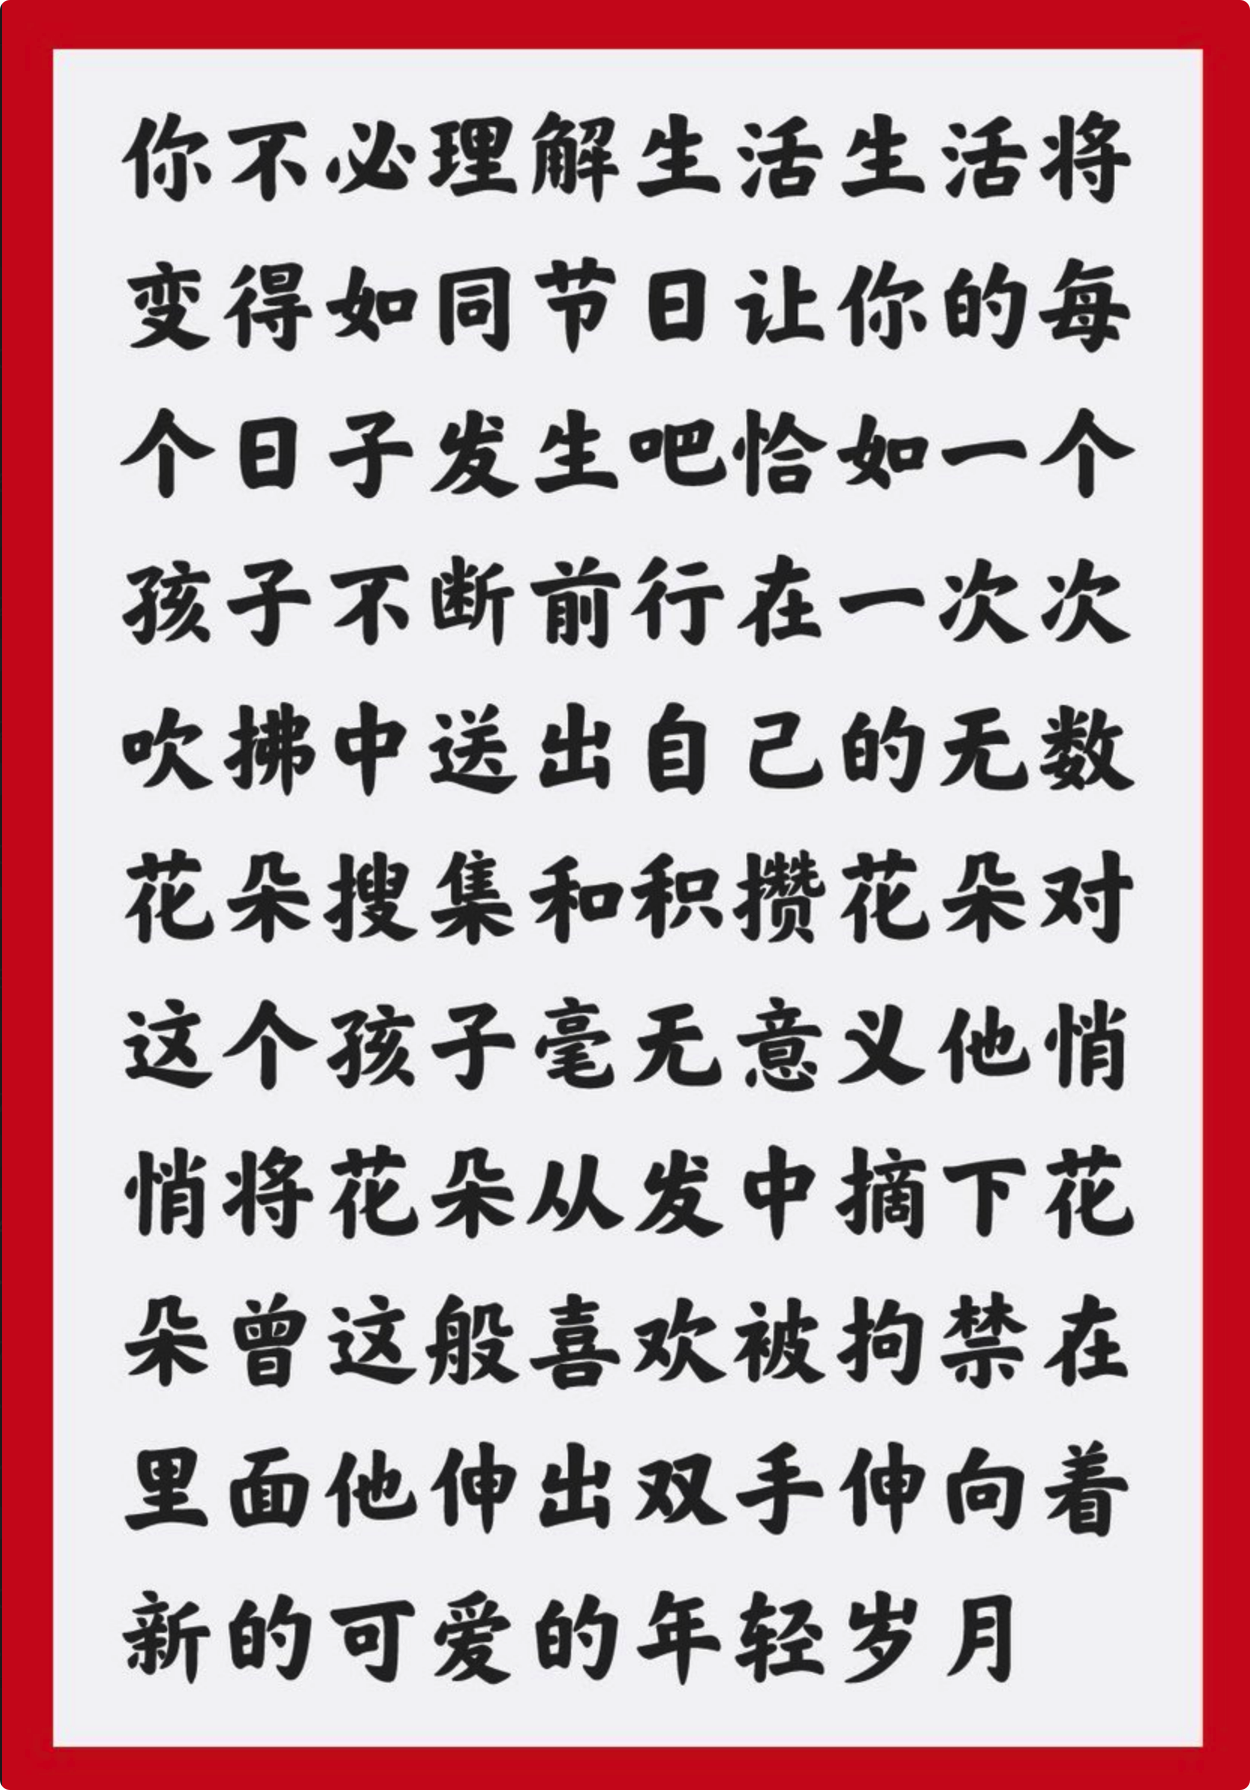 你不必理解生活生活将
变得如同节日让你的每
个日子发生吧恰如一个
孩子不断前行在一次次
吹拂中送出自己的无数
花朵搜集和积攒花朵对
这个孩子毫无意义他悄
悄将花朵从发中摘下花
朵曾这般喜欢被拘禁在
里面他伸出双手伸向着
新的可爱的年轻岁月